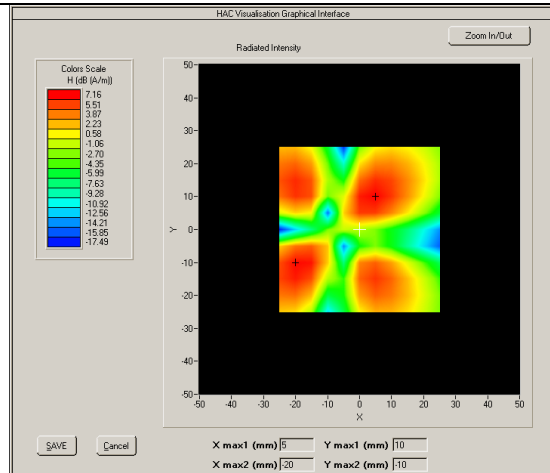 HAC Visualisation Graphical Interface
Zoom In/Out
Radiated Intensity
Colors Scale
H (dB (A/m))
7.16
5.51
3.87
2.23
0.58
-1.06
-2.70
-4.35
-5.99
-7.63
-9.28
-10.92
-12.56
-14.21
-15.85
-17.49
50
40
30
20
10
0
-10
-20
-30
-40
-50
Y
-50 -40 -30 -20 -10 0 10 20 30 40 50
X
SAVE Cancel
X max1 (mm) 5 Y max1 (mm) 10
X max2 (mm) -20 Y max2 (mm) -10